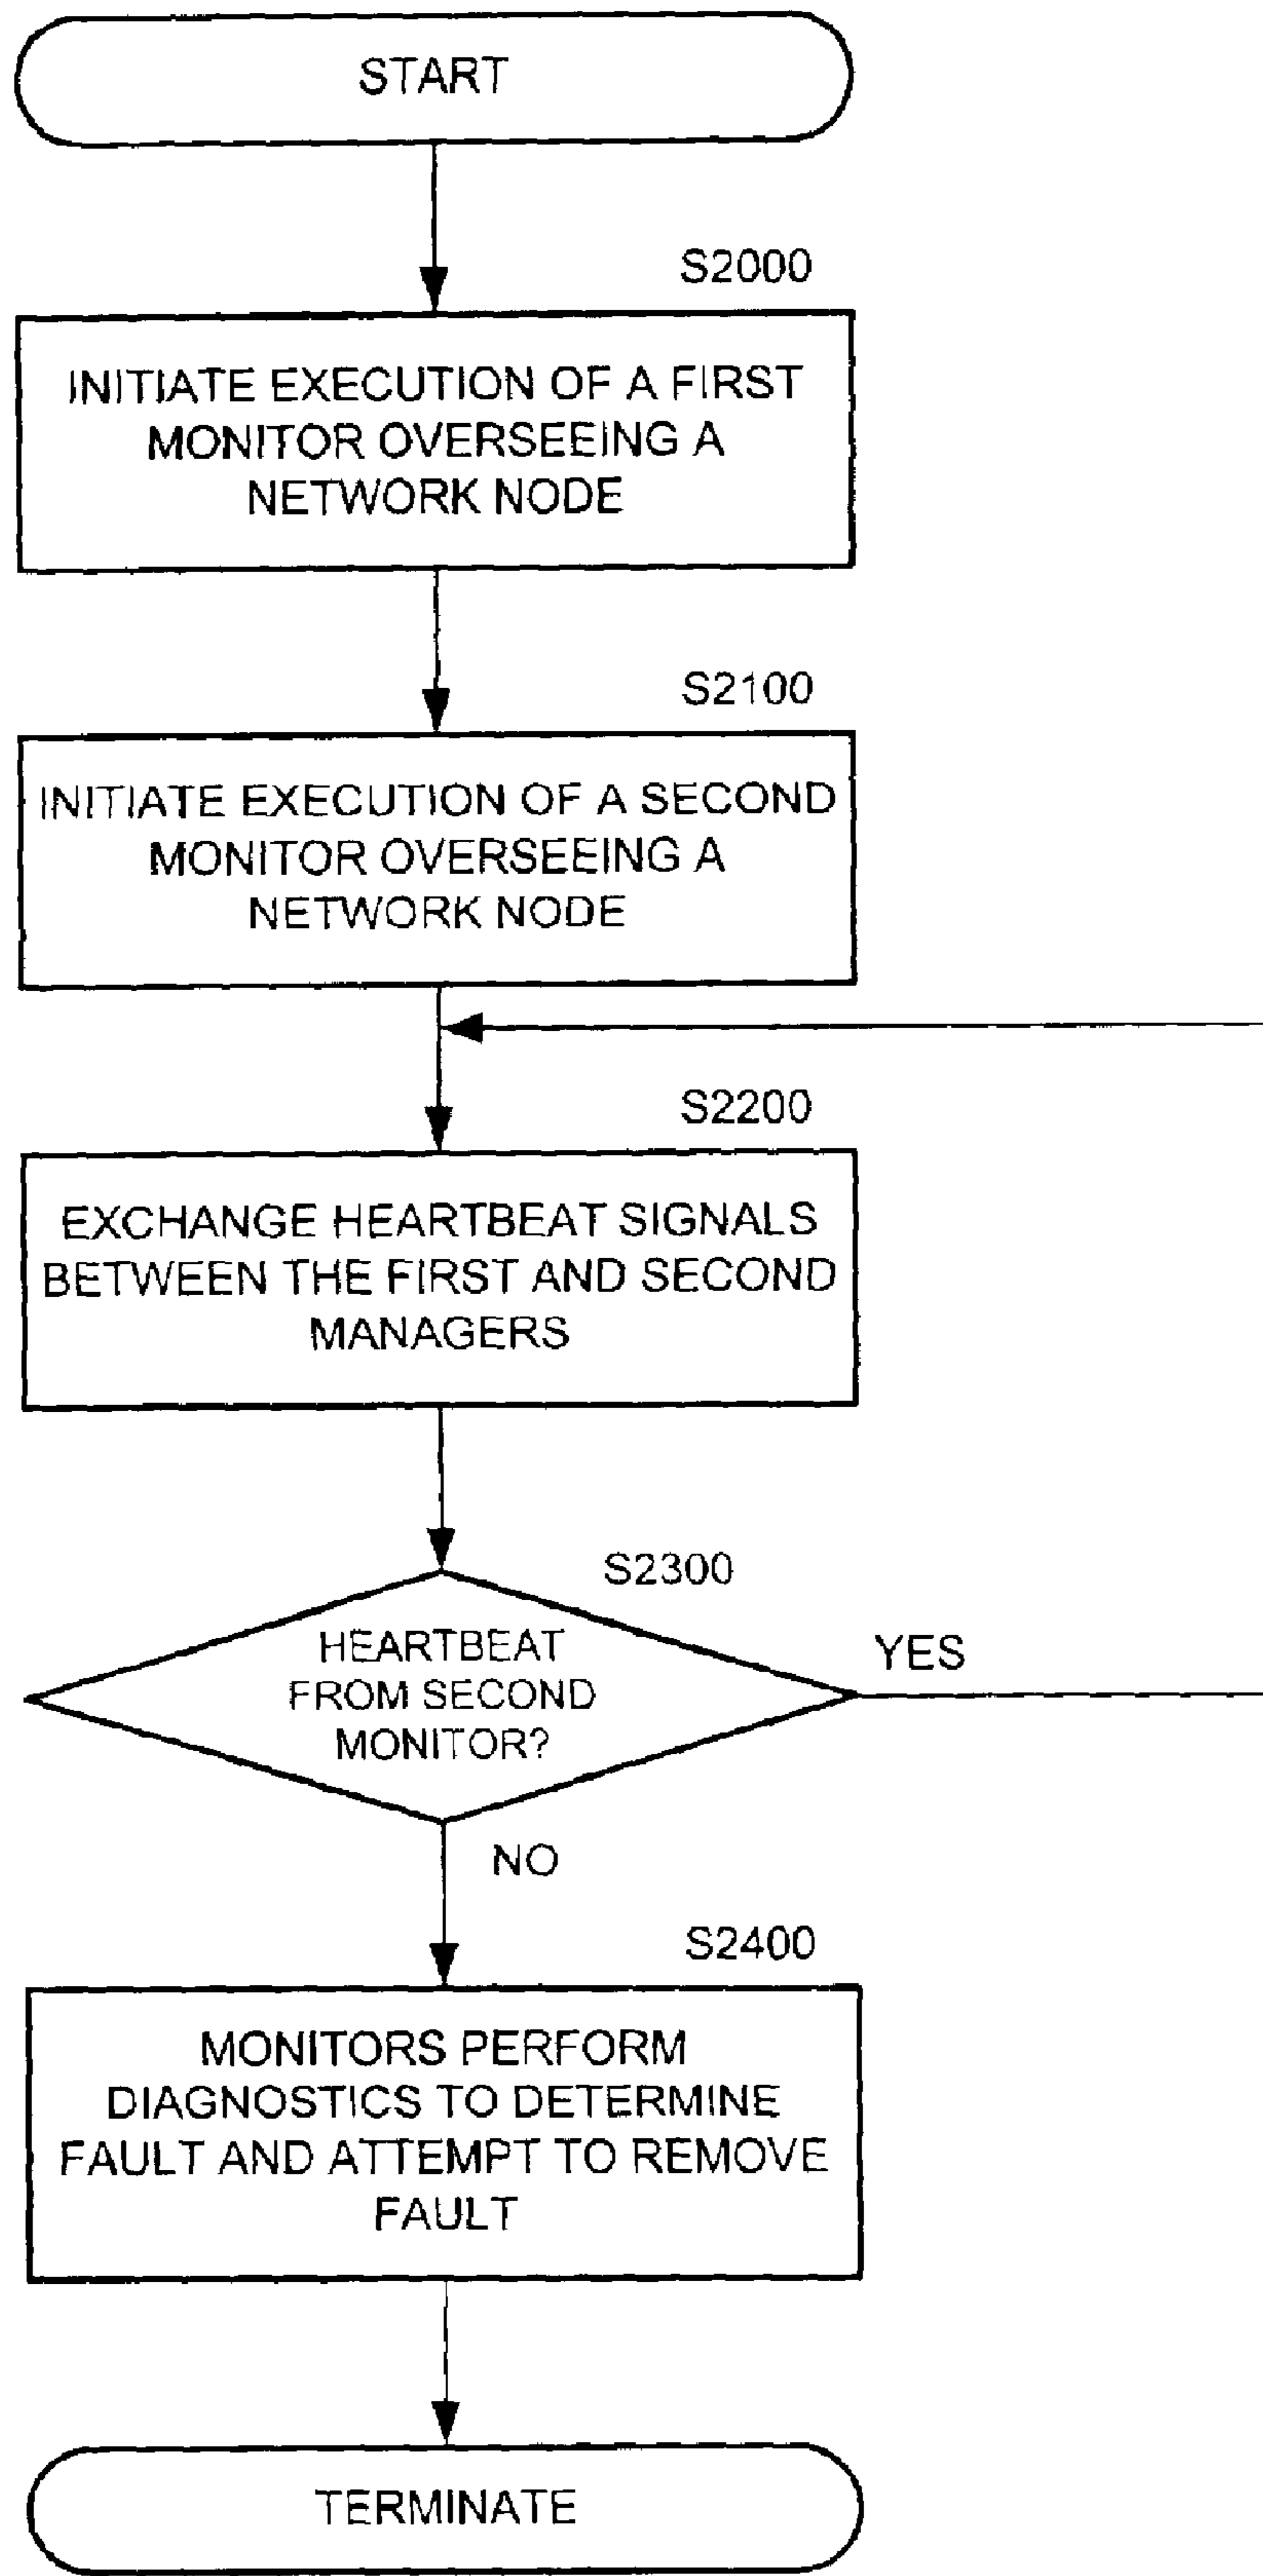 START
S2000
INITIATE EXECUTION OF A FIRST
MONITOR OVERSEEING A
NETWORK NODE
S2100
INITIATE EXECUTION OF A SECOND
MONITOR OVERSEEING A
NETWORK NODE
S2200
EXCHANGE HEARTBEAT SIGNALS
BETWEEN THE FIRST AND SECOND
MANAGERS
S2300
HEARTBEAT
FROM SECOND
MONITOR?
YES
NO
S2400
MONITORS PERFORM
DIAGNOSTICS TO DETERMINE
FAULT AND ATTEMPT TO REMOVE
FAULT
TERMINATE